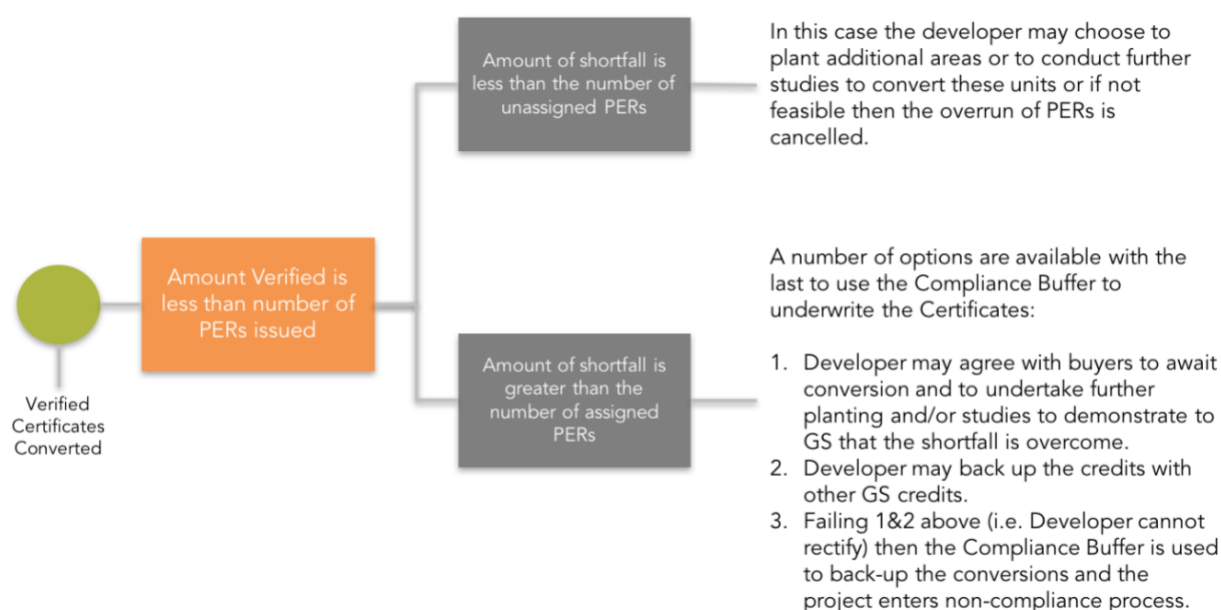 Verified
Certificates
Converted
Amount Verified is
less than number of
PERs issued
Amount of shortfall is
less than the number of
unassigned PERs
In this case the developer may choose to
plant additional areas or to conduct further
studies to convert these units or if not
feasible then the overrun of PERs is
cancelled.
Amount of shortfall is
greater than the
number of assigned
PERs
A number of options are available with the
last to use the Compliance Buffer to
underwrite the Certificates:
1. Developer may agree with buyers to await
conversion and to undertake further
planting and/or studies to demonstrate to
GS that the shortfall is overcome.
2. Developer may back up the credits with
other GS credits.
3. Failing 1&2 above (i.e. Developer cannot
rectify) then the Compliance Buffer is used
to back-up the conversions and the
project enters non-compliance process.